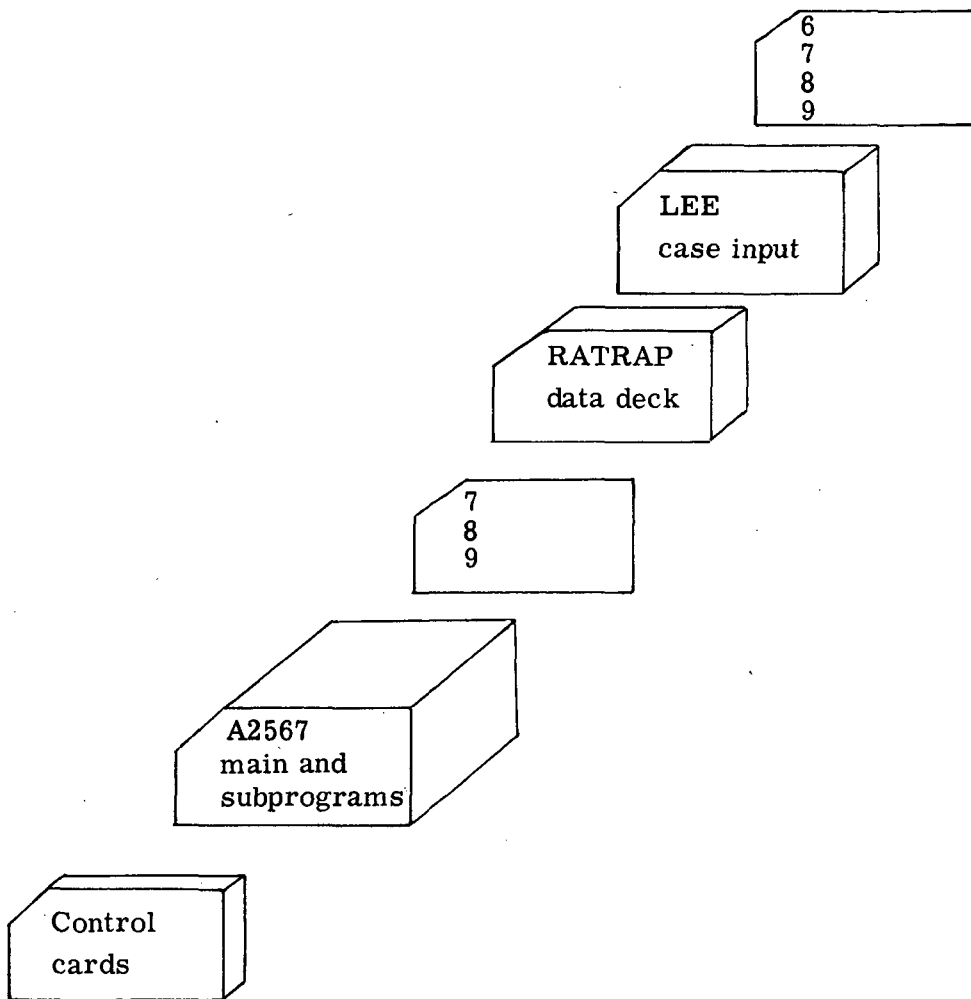 6
7
8
9
LEE
case input
RATRAP
data deck
7
8
9
A2567
main and
subprograms
Control
cards